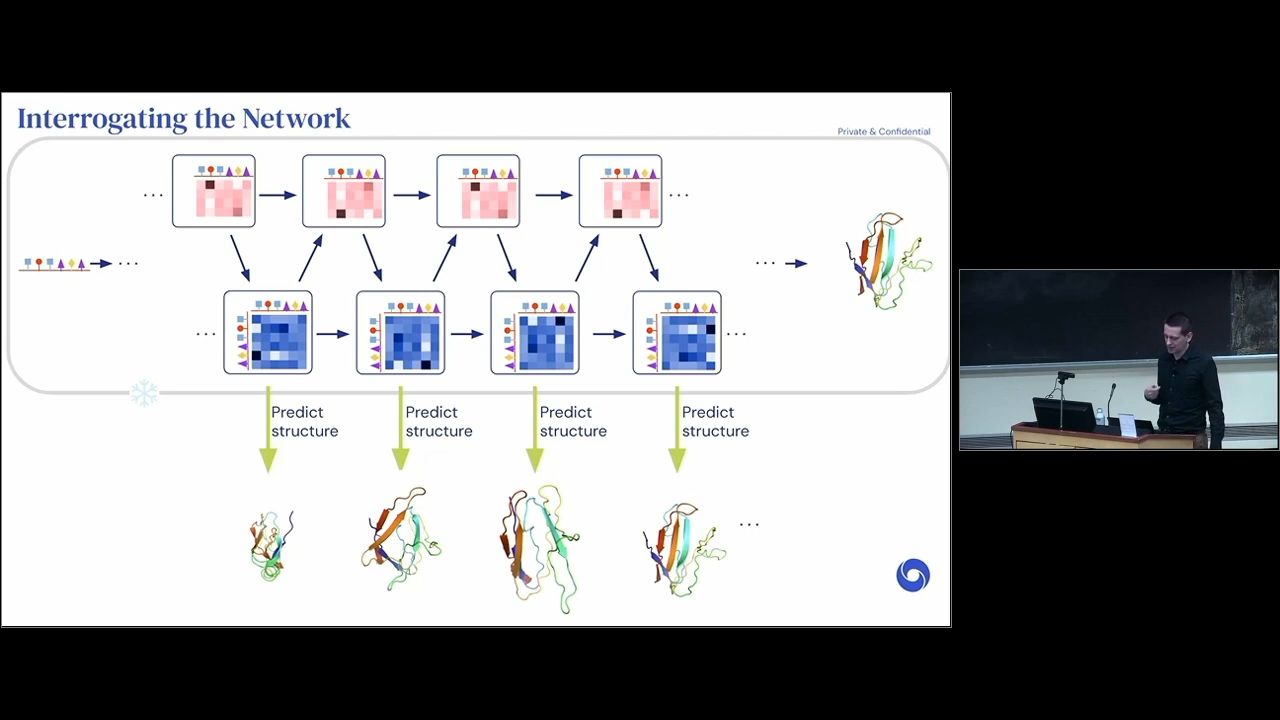 Interrogating the Network
Private & Confidential
Predict
structure
Predict
structure
Predict
structure
Predict
structure